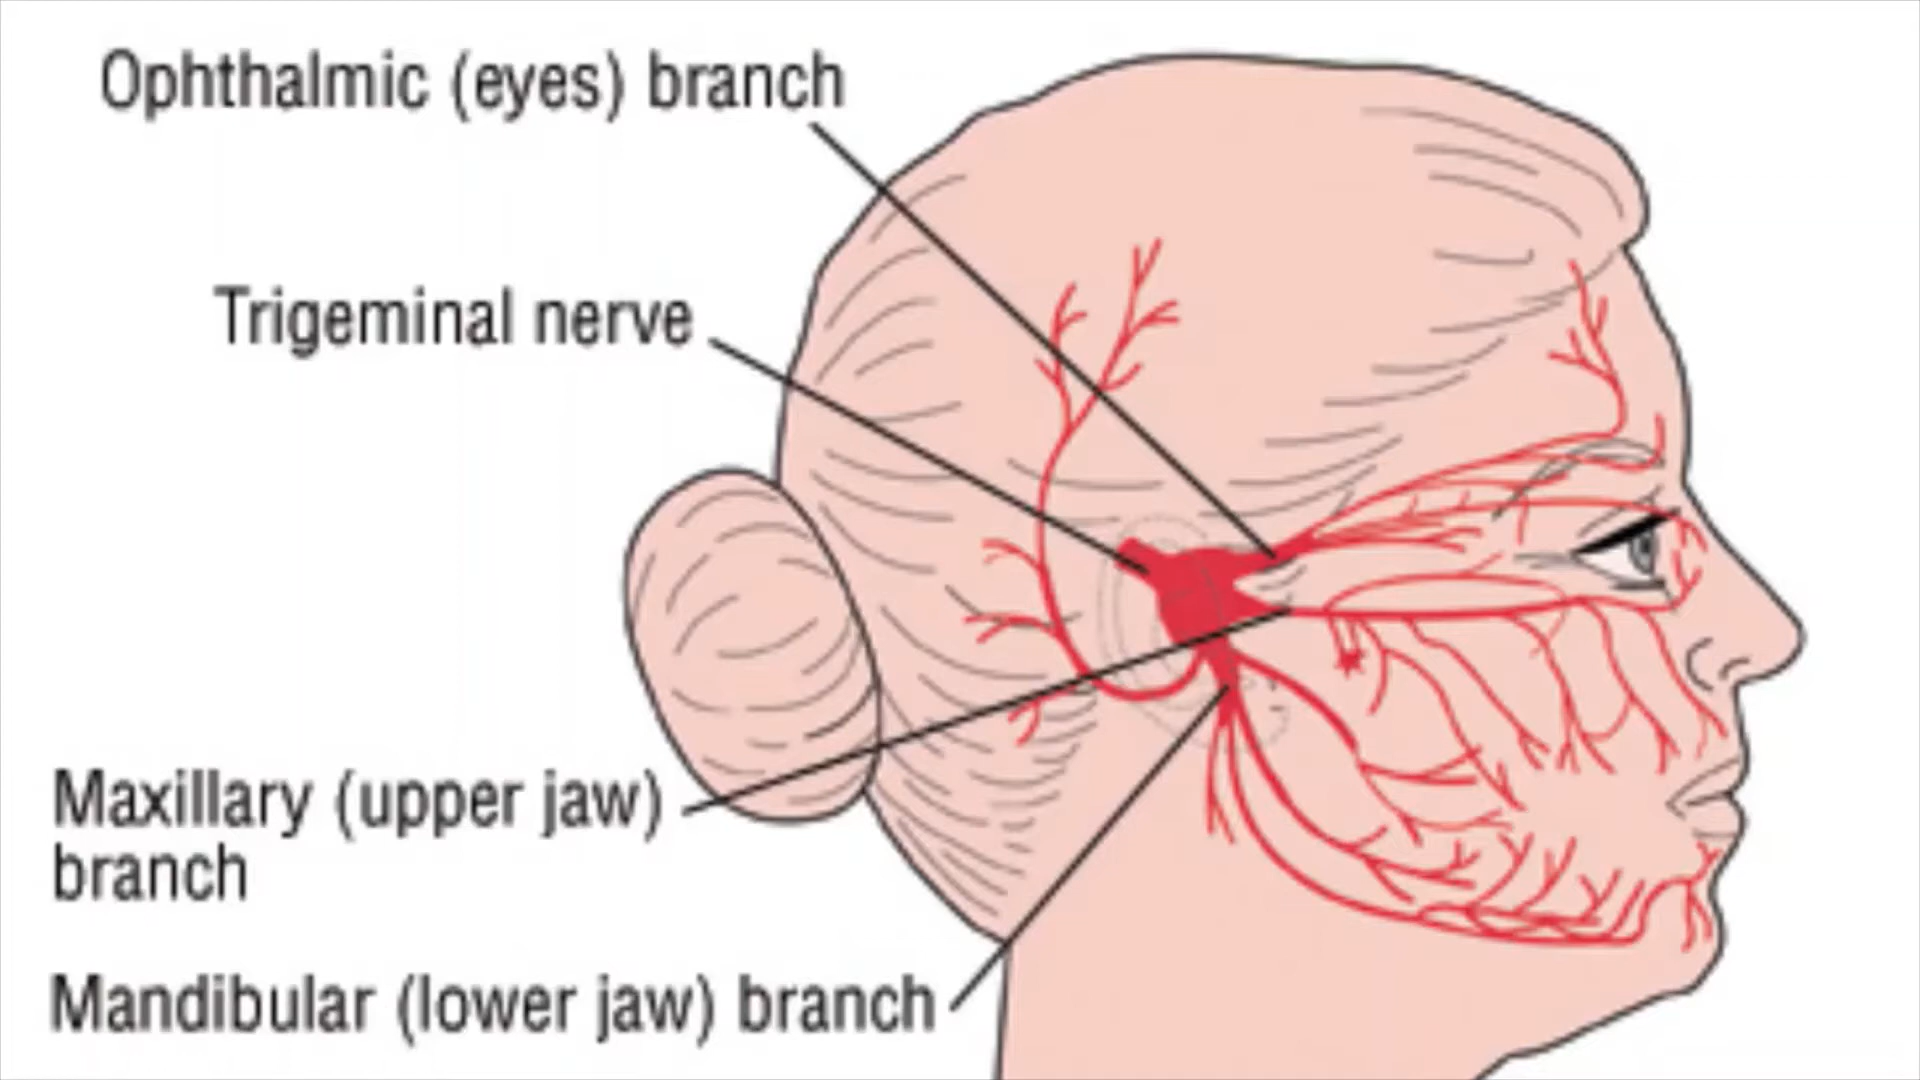 Ophthalmic (eyes) branch
Trigeminal nerve
Maxillary (upper jaw)
branch
Mandibular (lower jaw) branch